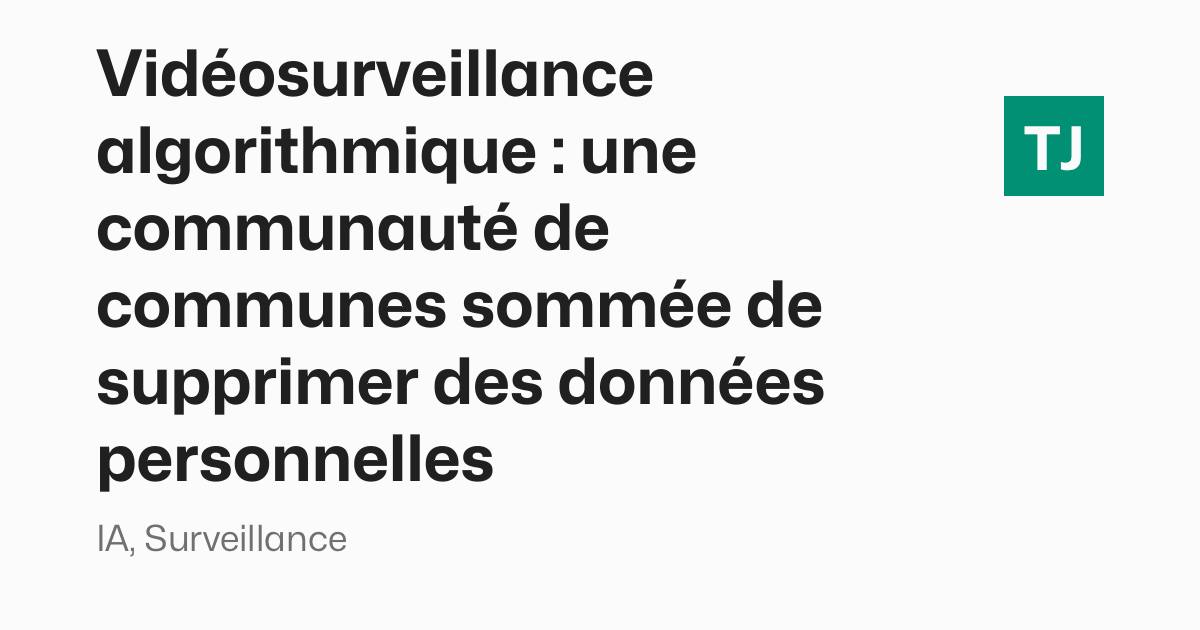 Vidéosurveillance
algorithmique : une
communauté de
communes sommée de
supprimer des données
personnelles
IA, Surveillance
TJ